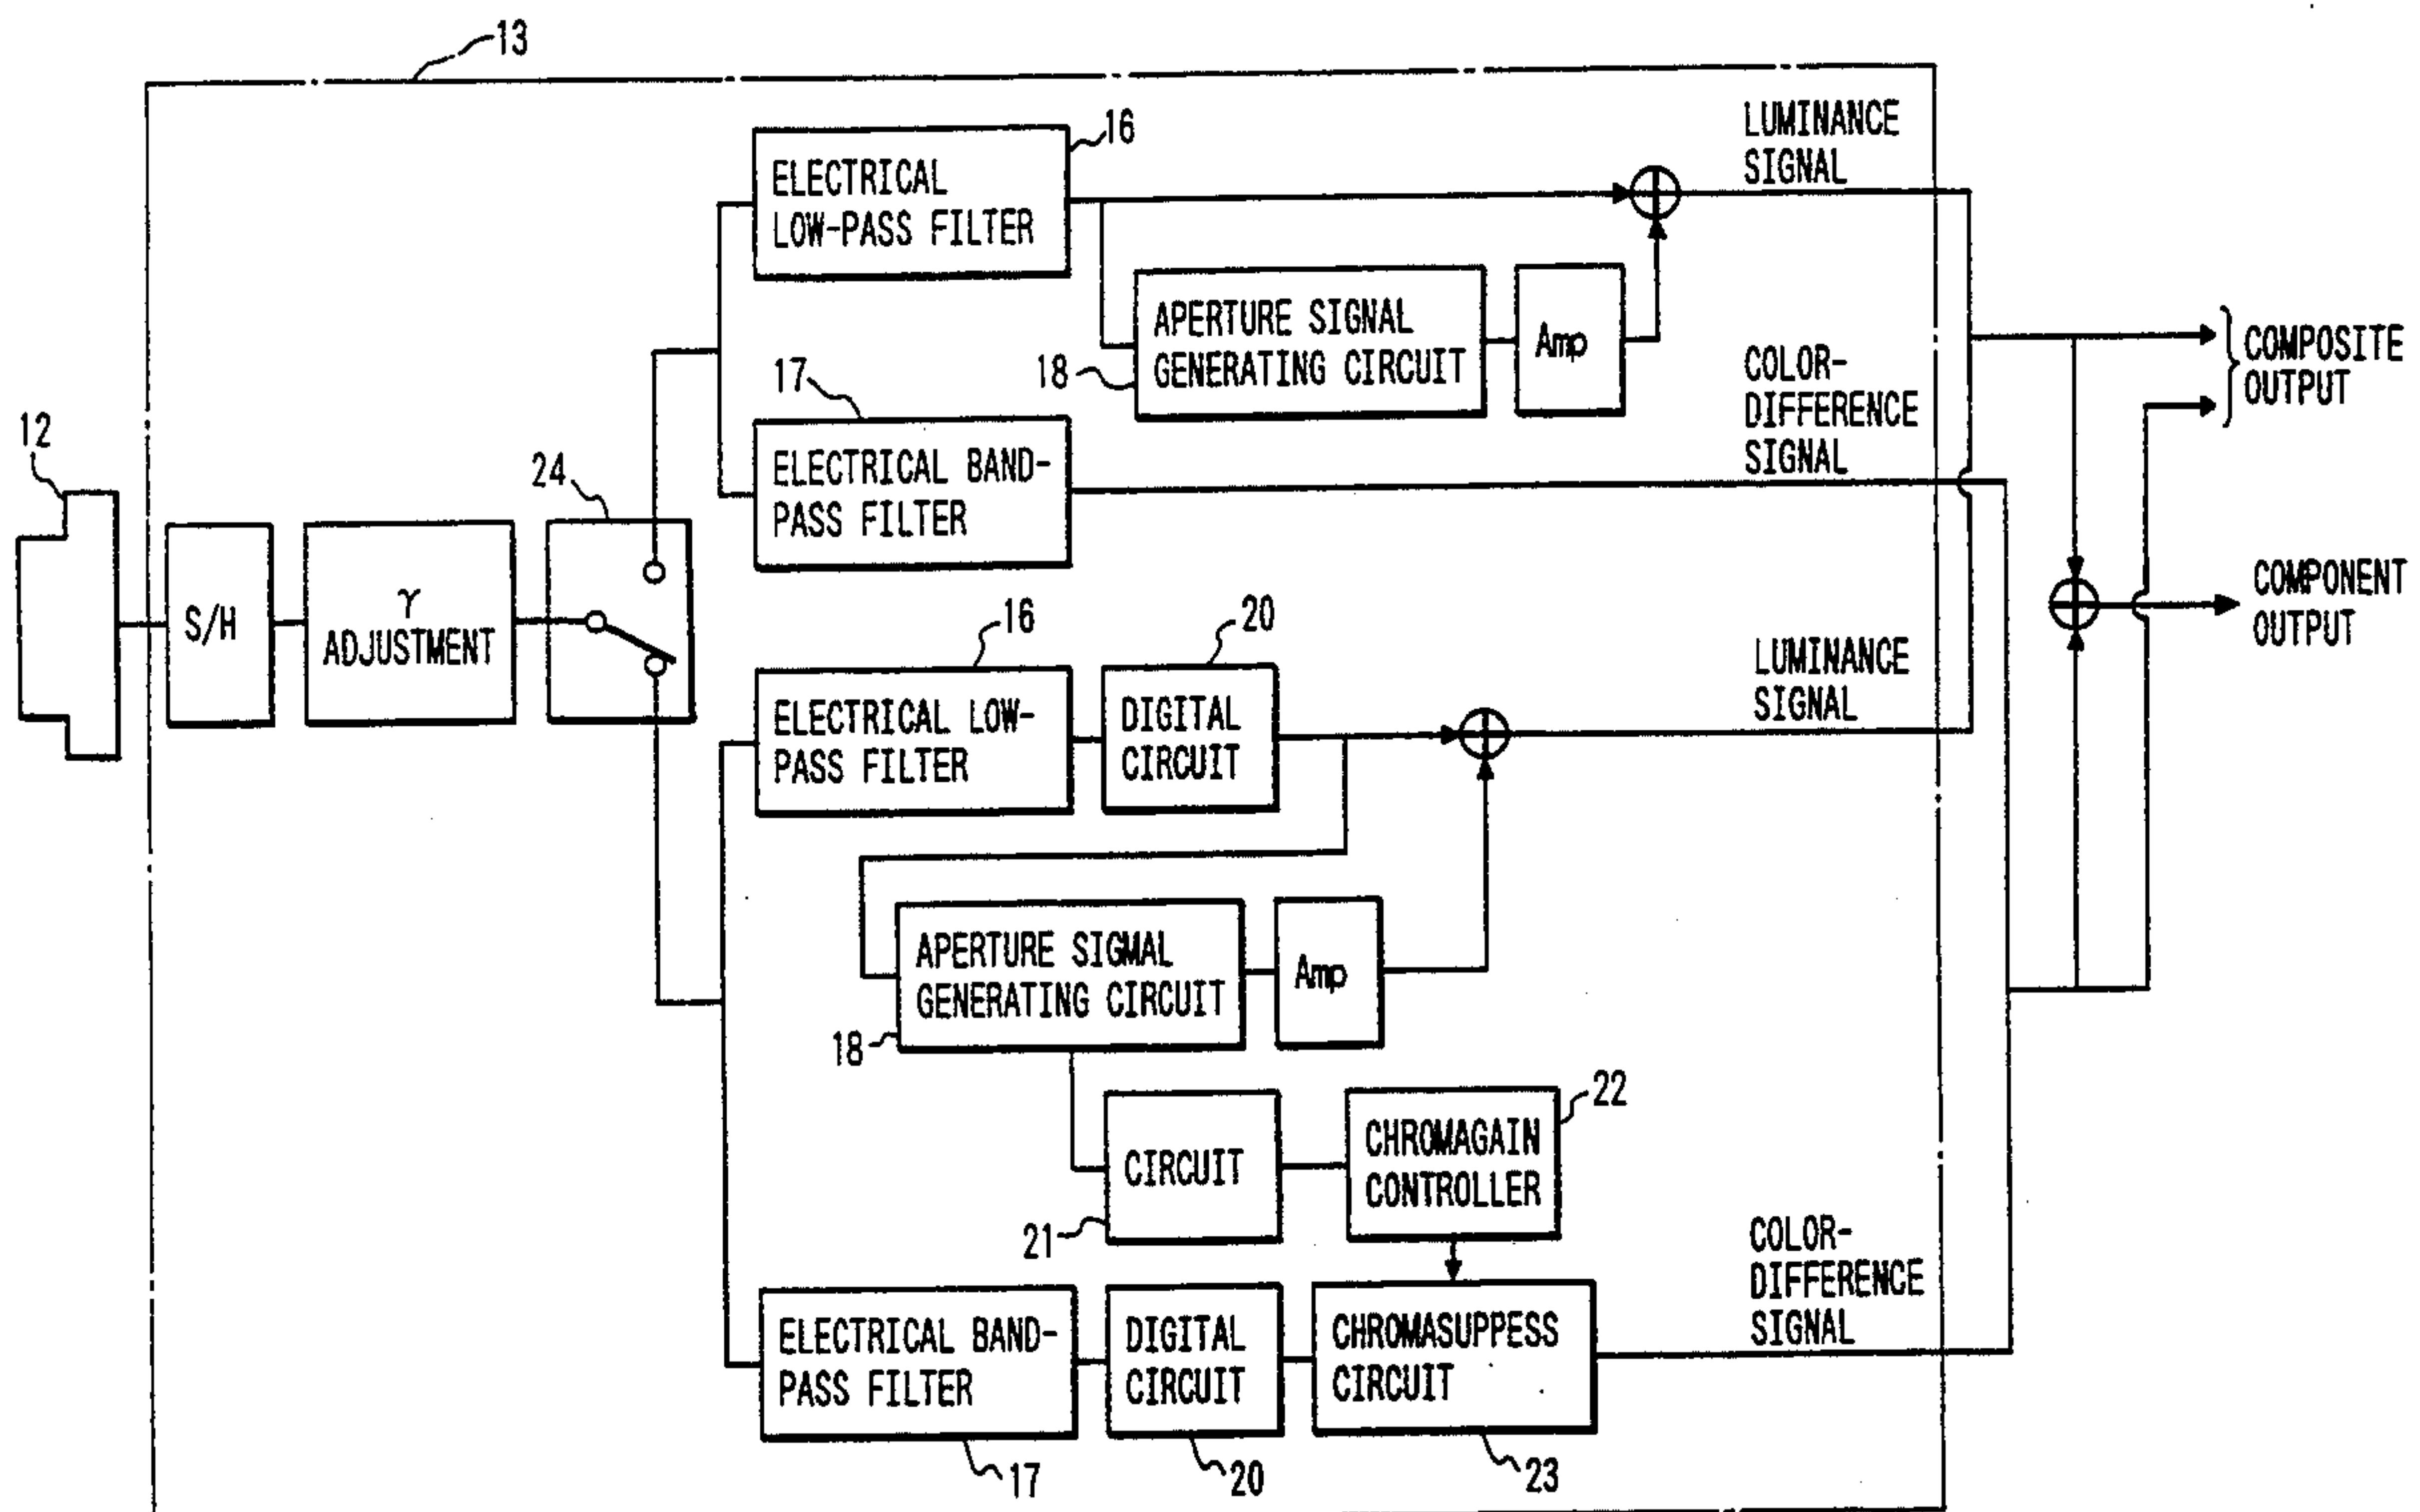 13
16
LUMINANCE
SIGNAL
ELECTRICAL
LOW-PASS FILTER
APERTURE SIGNAL
GENERATING CIRCUIT
Amp
18
COLOR-
DIFFERENCE
SIGNAL
COMPOSITE
OUTPUT
17
ELECTRICAL BAND-
PASS FILTER
12
24
S/H
γ
ADJUSTMENT
COMPONENT
OUTPUT
16
20
ELECTRICAL LOW-
PASS FILTER
DIGITAL
CIRCUIT
LUMINANCE
SIGNAL
APERTURE SIGMAL
GENERATING CIRCUIT
Amp
18
CIRCUIT
21
CHROMAGAIN
CONTROLLER
22
COLOR-
DIFFERENCE
SIGNAL
ELECTRICAL BAND-
PASS FILTER
DIGITAL
CIRCUIT
CHROMASUPPESS
CIRCUIT
17
20
23